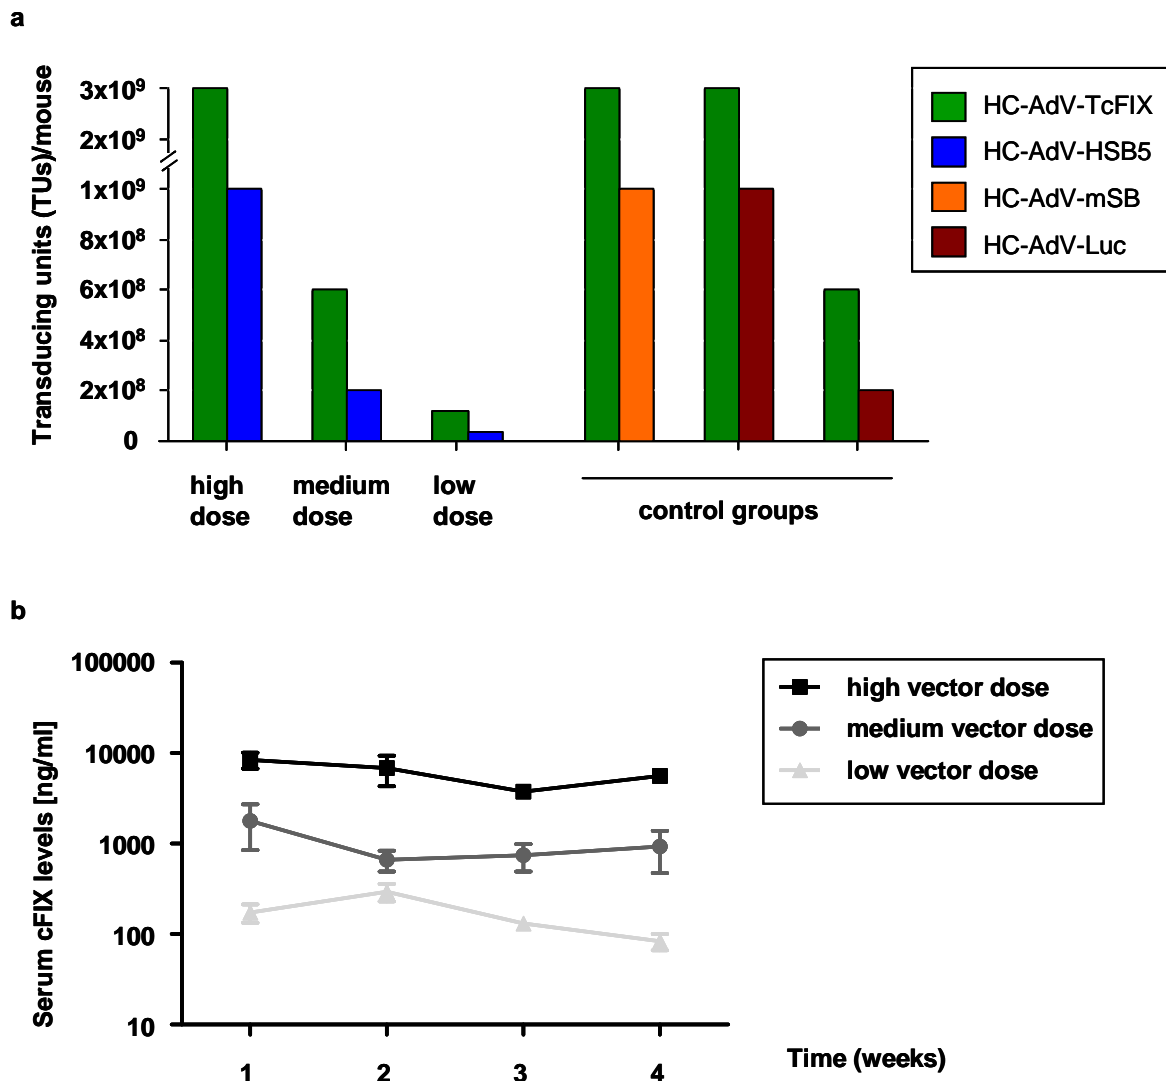 a
Transducing units (TUs)/mouse
3x10⁹
2x10⁹
1x10⁹
8x10⁸
6x10⁸
4x10⁸
2x10⁸
0
high
dose
medium
dose
low
dose
control groups
HC-AdV-TcFIX
HC-AdV-HSB5
HC-AdV-mSB
HC-AdV-Luc
b
Serum cFIX levels [ng/ml]
100000
10000
1000
100
10
1 2 3 4
Time (weeks)
high vector dose
medium vector dose
low vector dose